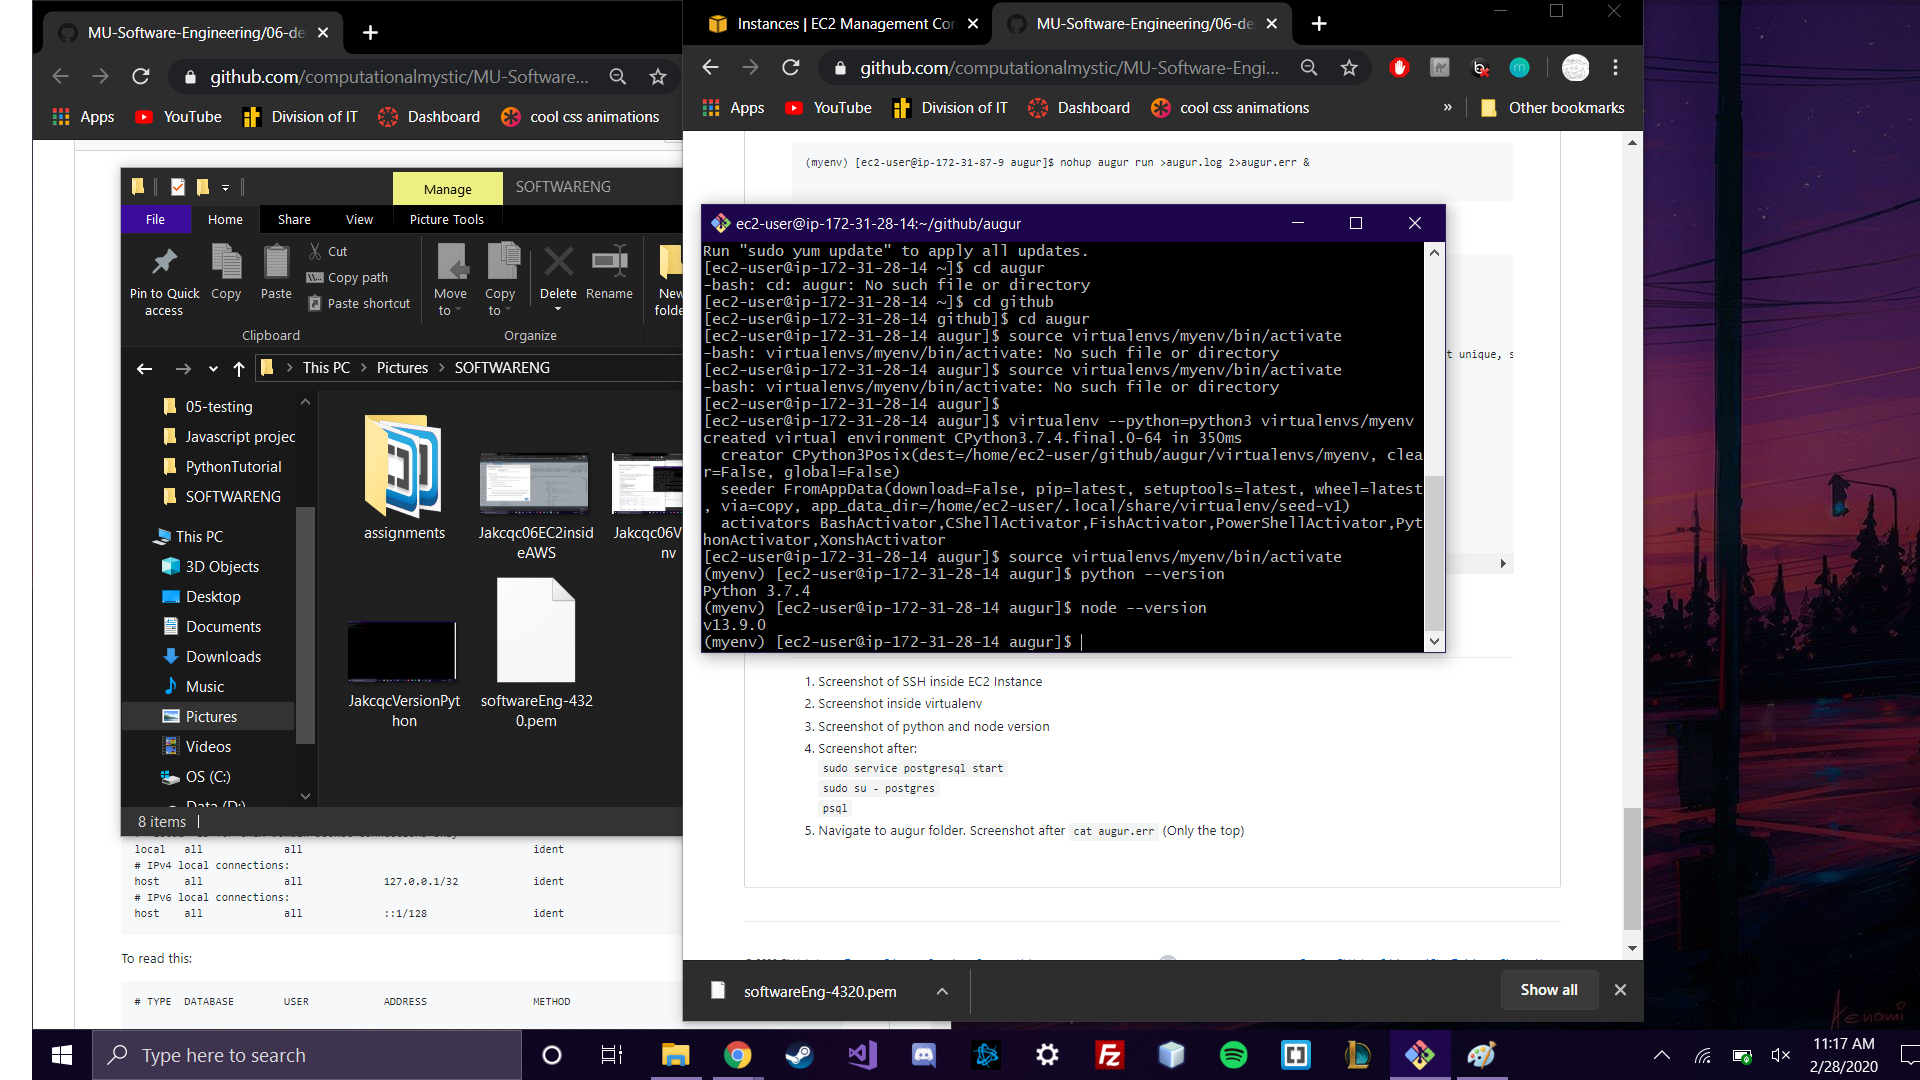 MU-Software-Engineering/06-de
github.com/computationalmystic/MU-Software...
Apps
YouTube
Division of IT
Dashboard
cool css animations
Manage
SOFTWARENG
File
Home
Share
View
Picture Tools
Pin to Quick access
Copy
Paste
Cut
Copy path
Paste shortcut
Move to
Copy to
Delete
Rename
New folde
Clipboard
Organize
This PC
Pictures
SOFTWARENG
05-testing
Javascript projec
PythonTutorial
SOFTWARENG
This PC
3D Objects
Desktop
Documents
Downloads
Music
Pictures
Videos
OS (C:)
Data (D:)
assignments
Jakcqc06EC2insid
eAWS
Jakcqc06V
nv
JakcqcVersionPyt
hon
softwareEng-432
0.pem
8 items
local all all ident
# IPv4 local connections:
host all all 127.0.0.1/32 ident
# IPv6 local connections:
host all all ::1/128 ident
To read this:
# TYPE DATABASE USER ADDRESS METHOD
Instances | EC2 Management Con
MU-Software-Engineering/06-de
github.com/computationalmystic/MU-Software-Engi...
Apps
YouTube
Division of IT
Dashboard
cool css animations
»
Other bookmarks
(myenv) [ec2-user@ip-172-31-87-9 augur]$ nohup augur run >augur.log 2>augur.err &
ec2-user@ip-172-31-28-14:~/github/augur
Run "sudo yum update" to apply all updates.
[ec2-user@ip-172-31-28-14 ~]$ cd augur
-bash: cd: augur: No such file or directory
[ec2-user@ip-172-31-28-14 ~]$ cd github
[ec2-user@ip-172-31-28-14 github]$ cd augur
[ec2-user@ip-172-31-28-14 augur]$ source virtualenvs/myenv/bin/activate
-bash: virtualenvs/myenv/bin/activate: No such file or directory
[ec2-user@ip-172-31-28-14 augur]$ source virtualenvs/myenv/bin/activate
-bash: virtualenvs/myenv/bin/activate: No such file or directory
[ec2-user@ip-172-31-28-14 augur]$
[ec2-user@ip-172-31-28-14 augur]$ virtualenv --python=python3 virtualenvs/myenv
created virtual environment CPython3.7.4.final.0-64 in 350ms
creator CPython3Posix(dest=/home/ec2-user/github/augur/virtualenvs/myenv, clea
r=False, global=False)
seeder FromAppData(download=False, pip=latest, setuptools=latest, wheel=latest
, via=copy, app_data_dir=/home/ec2-user/.local/share/virtualenv/seed-v1)
activators BashActivator,CShellActivator,FishActivator,PowerShellActivator,Pyt
honActivator,XonshActivator
[ec2-user@ip-172-31-28-14 augur]$ source virtualenvs/myenv/bin/activate
(myenv) [ec2-user@ip-172-31-28-14 augur]$ python --version
Python 3.7.4
(myenv) [ec2-user@ip-172-31-28-14 augur]$ node --version
v13.9.0
(myenv) [ec2-user@ip-172-31-28-14 augur]$
t unique, s
1. Screenshot of SSH inside EC2 Instance
2. Screenshot inside virtualenv
3. Screenshot of python and node version
4. Screenshot after:
sudo service postgresql start
sudo su - postgres
psql
5. Navigate to augur folder. Screenshot after cat augur.err (Only the top)
softwareEng-4320.pem
Show all
Type here to search
11:17 AM
2/28/2020
Aenami